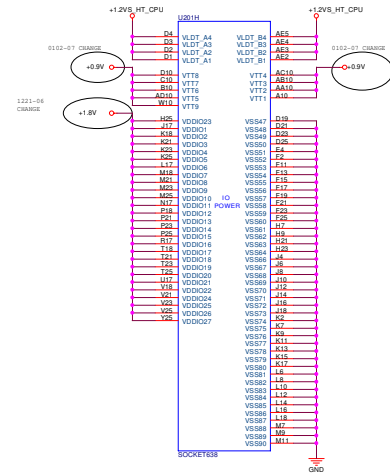 +1.2VS_HT_CPU +1.2VS_HT_CPU
U201H
D4 VLDT_A4 VLDT_B4 AE5
D3 VLDT_A3 VLDT_B3 AE4
D2 VLDT_A2 VLDT_B2 AE3
D1 VLDT_A1 VLDT_B1 AE2
0102-07 CHANGE 0102-07 CHANGE
+0.9V +0.9V
D10 VTT8 VTT4 AC10
C10 VTT7 VTT3 AB10
B10 VTT6 VTT2 AA10
AD10 VTT5 VTT1 A10
W10 VTT9
1221-06
CHANGE
+1.8V
H25 VDDIO23 VSS47 D19
J17 VDDIO1 VSS48 D21
K18 VDDIO2 VSS49 D23
K21 VDDIO3 VSS50 D25
K23 VDDIO4 VSS51 E4
K25 VDDIO5 VSS52 F2
L17 VDDIO6 VSS53 F11
M18 VDDIO7 VSS54 F13
M21 VDDIO8 VSS55 F15
M23 VDDIO9 VSS56 F17
M25 VDDIO10 IO VSS57 F19
N17 VDDIO11 POWER VSS58 F21
P18 VDDIO12 VSS59 F23
P21 VDDIO13 VSS60 F25
P23 VDDIO14 VSS61 H7
P25 VDDIO15 VSS62 H9
R17 VDDIO16 VSS63 H21
T18 VDDIO17 VSS64 H23
T21 VDDIO18 VSS66 J4
T23 VDDIO19 VSS67 J6
T25 VDDIO20 VSS68 J8
U17 VDDIO21 VSS69 J10
V18 VDDIO22 VSS70 J12
V21 VDDIO24 VSS71 J14
V23 VDDIO25 VSS72 J16
V25 VDDIO26 VSS73 J18
Y25 VDDIO27 VSS74 K2
VSS75 K7
VSS76 K9
VSS77 K11
VSS78 K13
VSS79 K15
VSS80 K17
VSS81 L6
VSS82 L8
VSS83 L10
VSS84 L12
VSS85 L14
VSS86 L16
VSS87 L18
VSS88 M7
VSS89 M9
VSS90 M11
SOCKET638
GND